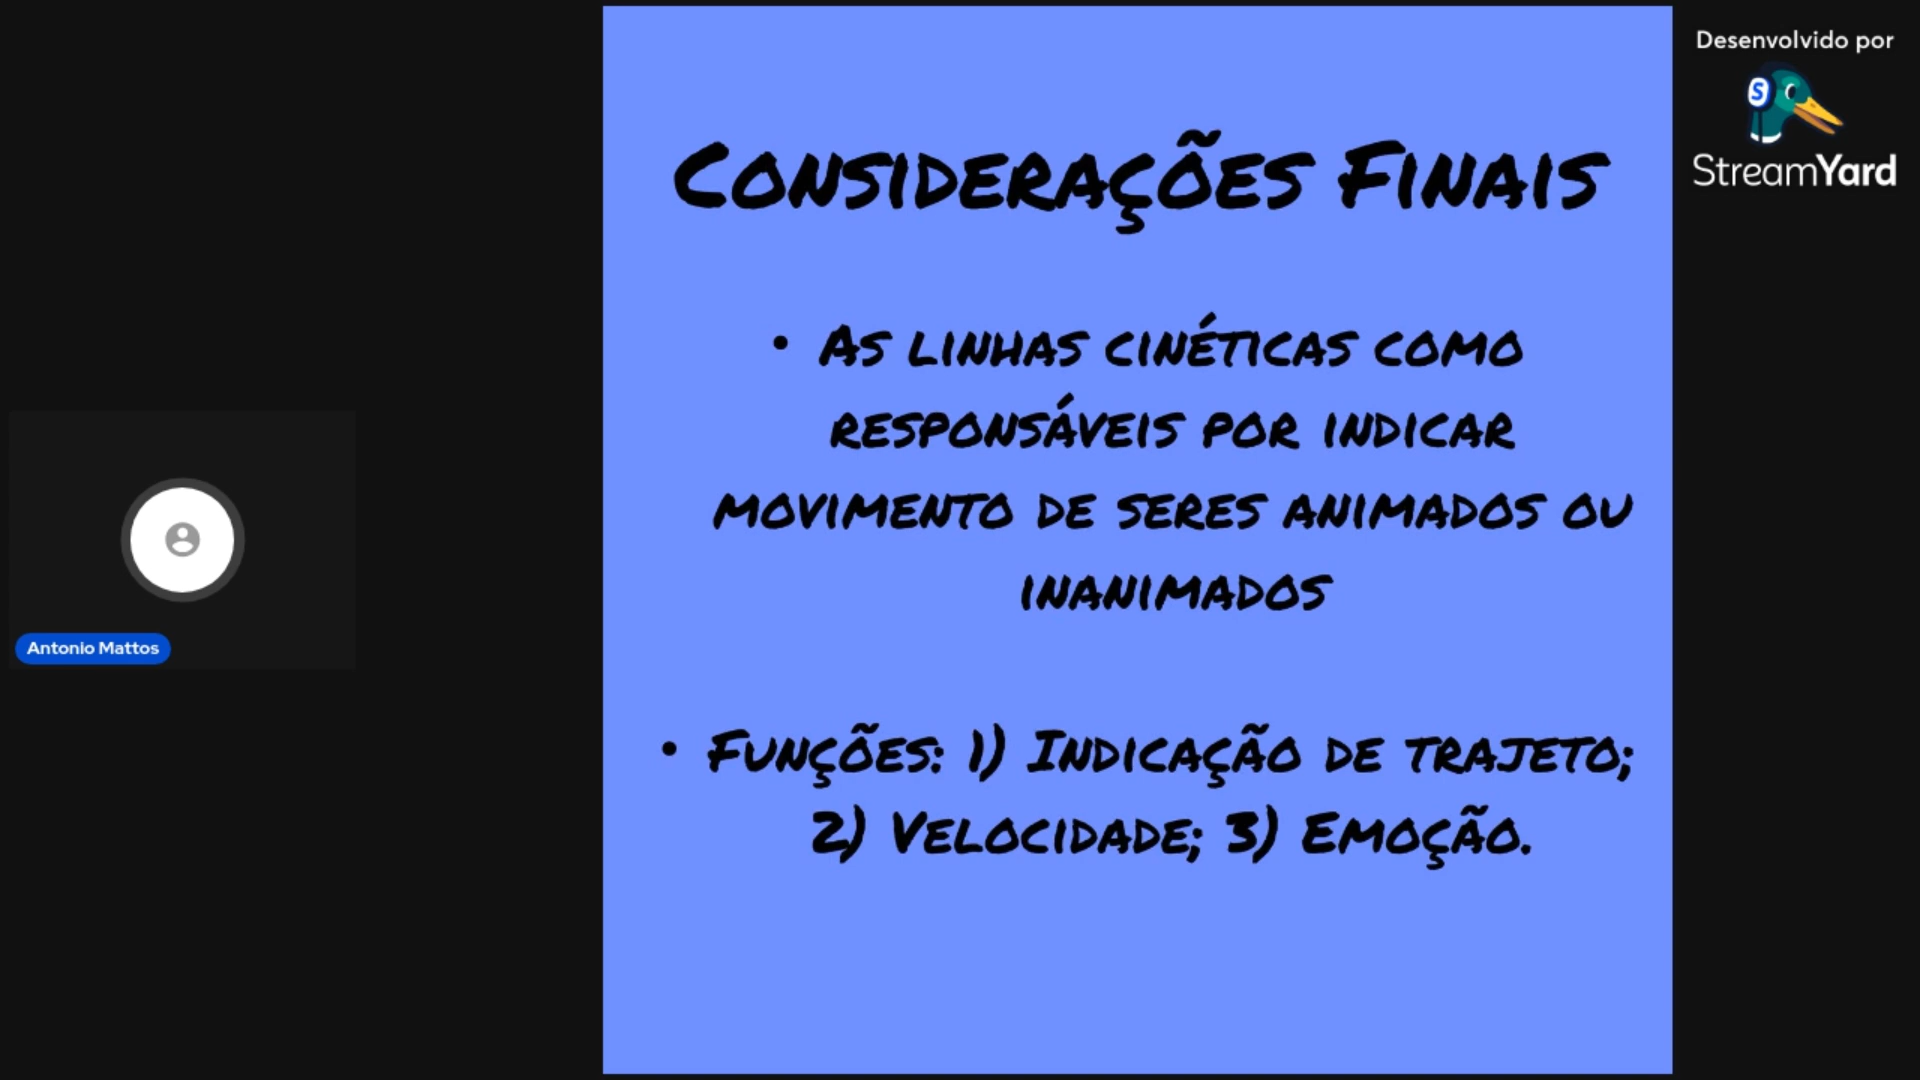 Desenvolvido por
S
StreamYard
Considerações Finais
• As linhas cinéticas como
responsáveis por indicar
movimento de seres animados ou
inanimados
• Funções: 1) Indicação de trajeto;
2) Velocidade; 3) Emoção.
Antonio Mattos